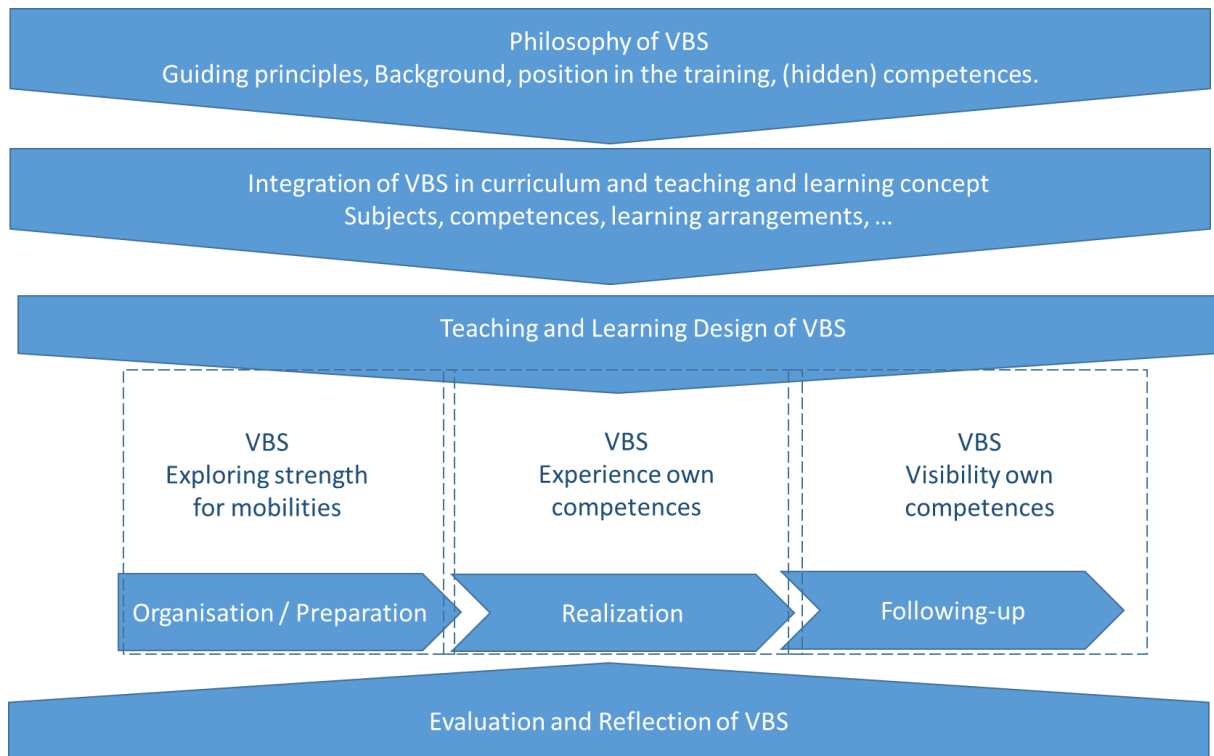 Philosophy of VBS
Guiding principles, Background, position in the training, (hidden) competences.
Integration of VBS in curriculum and teaching and learning concept
Subjects, competences, learning arrangements, ...
Teaching and Learning Design of VBS
VBS
Exploring strength
for mobilities
VBS
Experience own
competences
VBS
Visibility own
competences
Organisation / Preparation
Realization
Following-up
Evaluation and Reflection of VBS